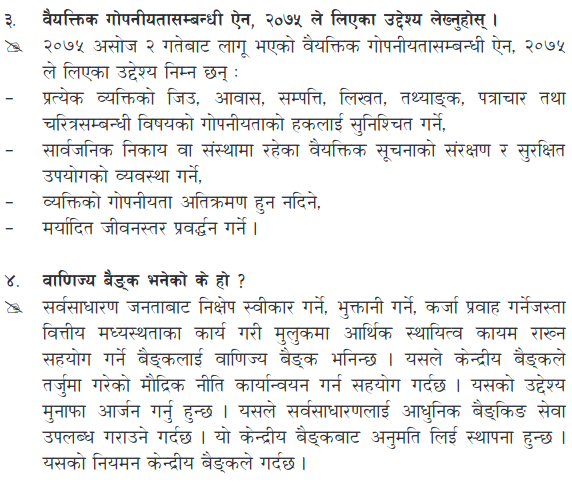 ३. वैयक्तिक गोपनीयतासम्बन्धी ऐन, २०७५ ले लिएका उद्देश्य लेख्नुहोस् ।
२०७५ असोज २ गतेबाट लागू भएको वैयक्तिक गोपनीयतासम्बन्धी ऐन, २०७५
ले लिएका उद्देश्य निम्न छन् :
- प्रत्येक व्यक्तिको जिउ, आवास, सम्पत्ति, लिखत, तथ्याङ्क, पत्राचार तथा
चरित्रसम्बन्धी विषयको गोपनीयताको हकलाई सुनिश्चित गर्ने,
- सार्वजनिक निकाय वा संस्थामा रहेका वैयक्तिक सूचनाको संरक्षण र सुरक्षित
उपयोगको व्यवस्था गर्ने,
- व्यक्तिको गोपनीयता अतिक्रमण हुन नदिने,
- मर्यादित जीवनस्तर प्रवर्द्धन गर्ने ।
४. वाणिज्य बैङ्क भनेको के हो ?
सर्वसाधारण जनताबाट निक्षेप स्वीकार गर्ने, भुक्तानी गर्ने, कर्जा प्रवाह गर्नेजस्ता
वित्तीय मध्यस्थताका कार्य गरी मुलुकमा आर्थिक स्थायित्व कायम राख्न
सहयोग गर्ने बैङ्कलाई वाणिज्य बैङ्क भनिन्छ । यसले केन्द्रीय बैङ्कले
तर्जुमा गरेको मौद्रिक नीति कार्यान्वयन गर्न सहयोग गर्दछ । यसको उद्देश्य
मुनाफा आर्जन गर्नु हुन्छ । यसले सर्वसाधारणलाई आधुनिक बैङ्किङ सेवा
उपलब्ध गराउने गर्दछ । यो केन्द्रीय बैङ्कबाट अनुमति लिई स्थापना हुन्छ ।
यसको नियमन केन्द्रीय बैङ्कले गर्दछ ।